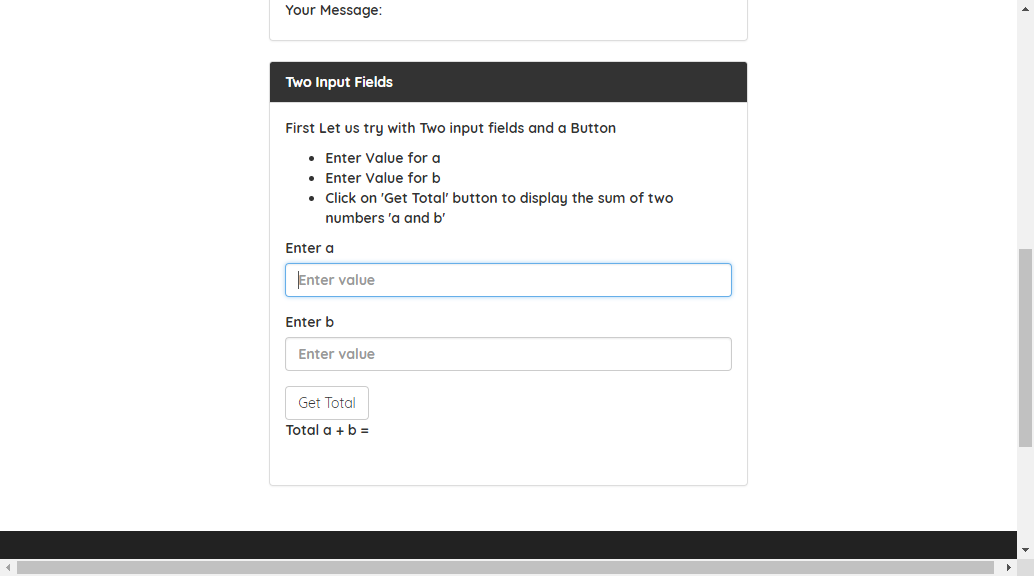 Your Message:
Two Input Fields
First Let us try with Two input fields and a Button
Enter Value for a
Enter Value for b
Click on 'Get Total' button to display the sum of two
numbers 'a and b'
Enter a
Enter value
Enter b
Enter value
Get Total
Total a + b =